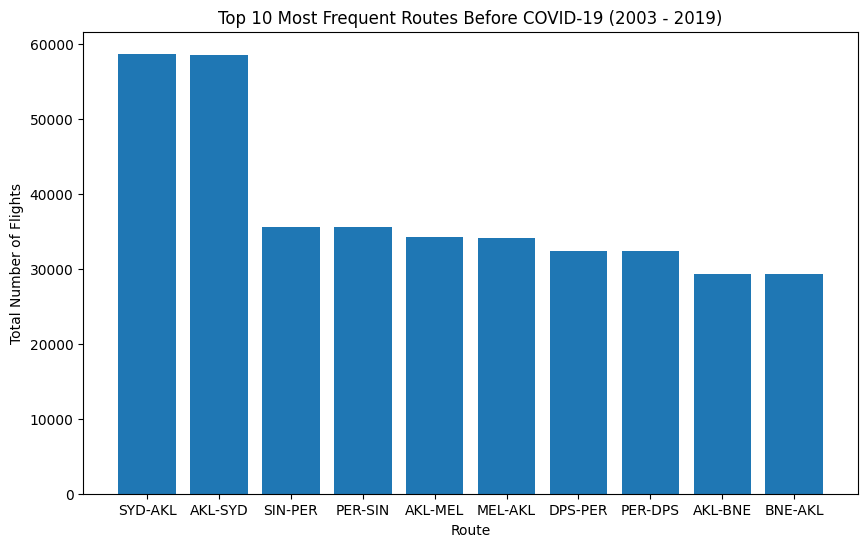 Top 10 Most Frequent Routes Before COVID-19 (2003 - 2019)
Total Number of Flights
60000
50000
40000
30000
20000
10000
0
SYD-AKL AKL-SYD SIN-PER PER-SIN AKL-MEL MEL-AKL DPS-PER PER-DPS AKL-BNE BNE-AKL
Route